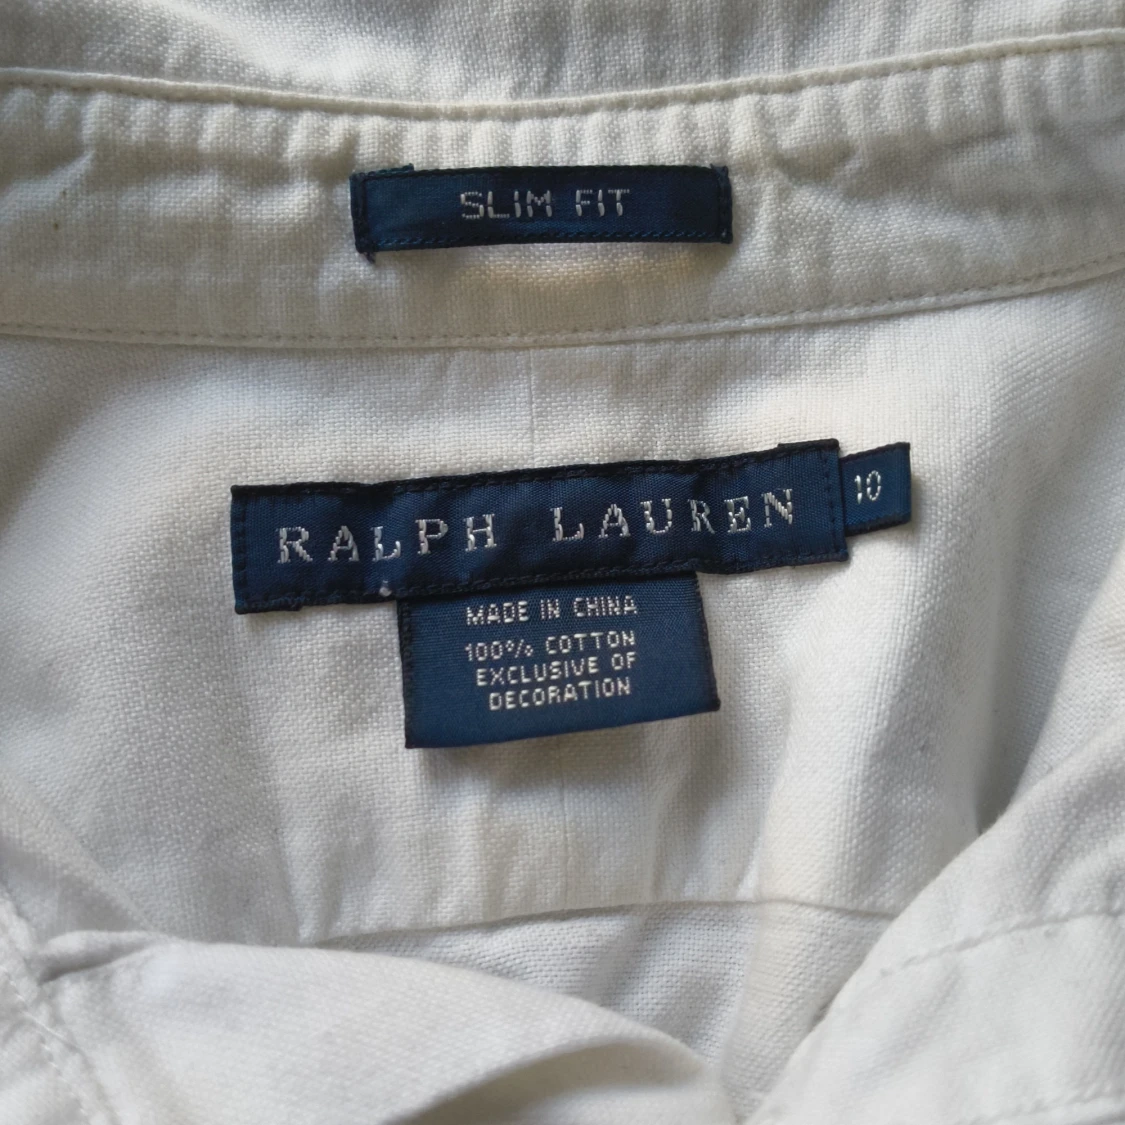 SLIM FIT
RALPH LAUREN
10
MADE IN CHINA
100% COTTON
EXCLUSIVE OF
DECORATION